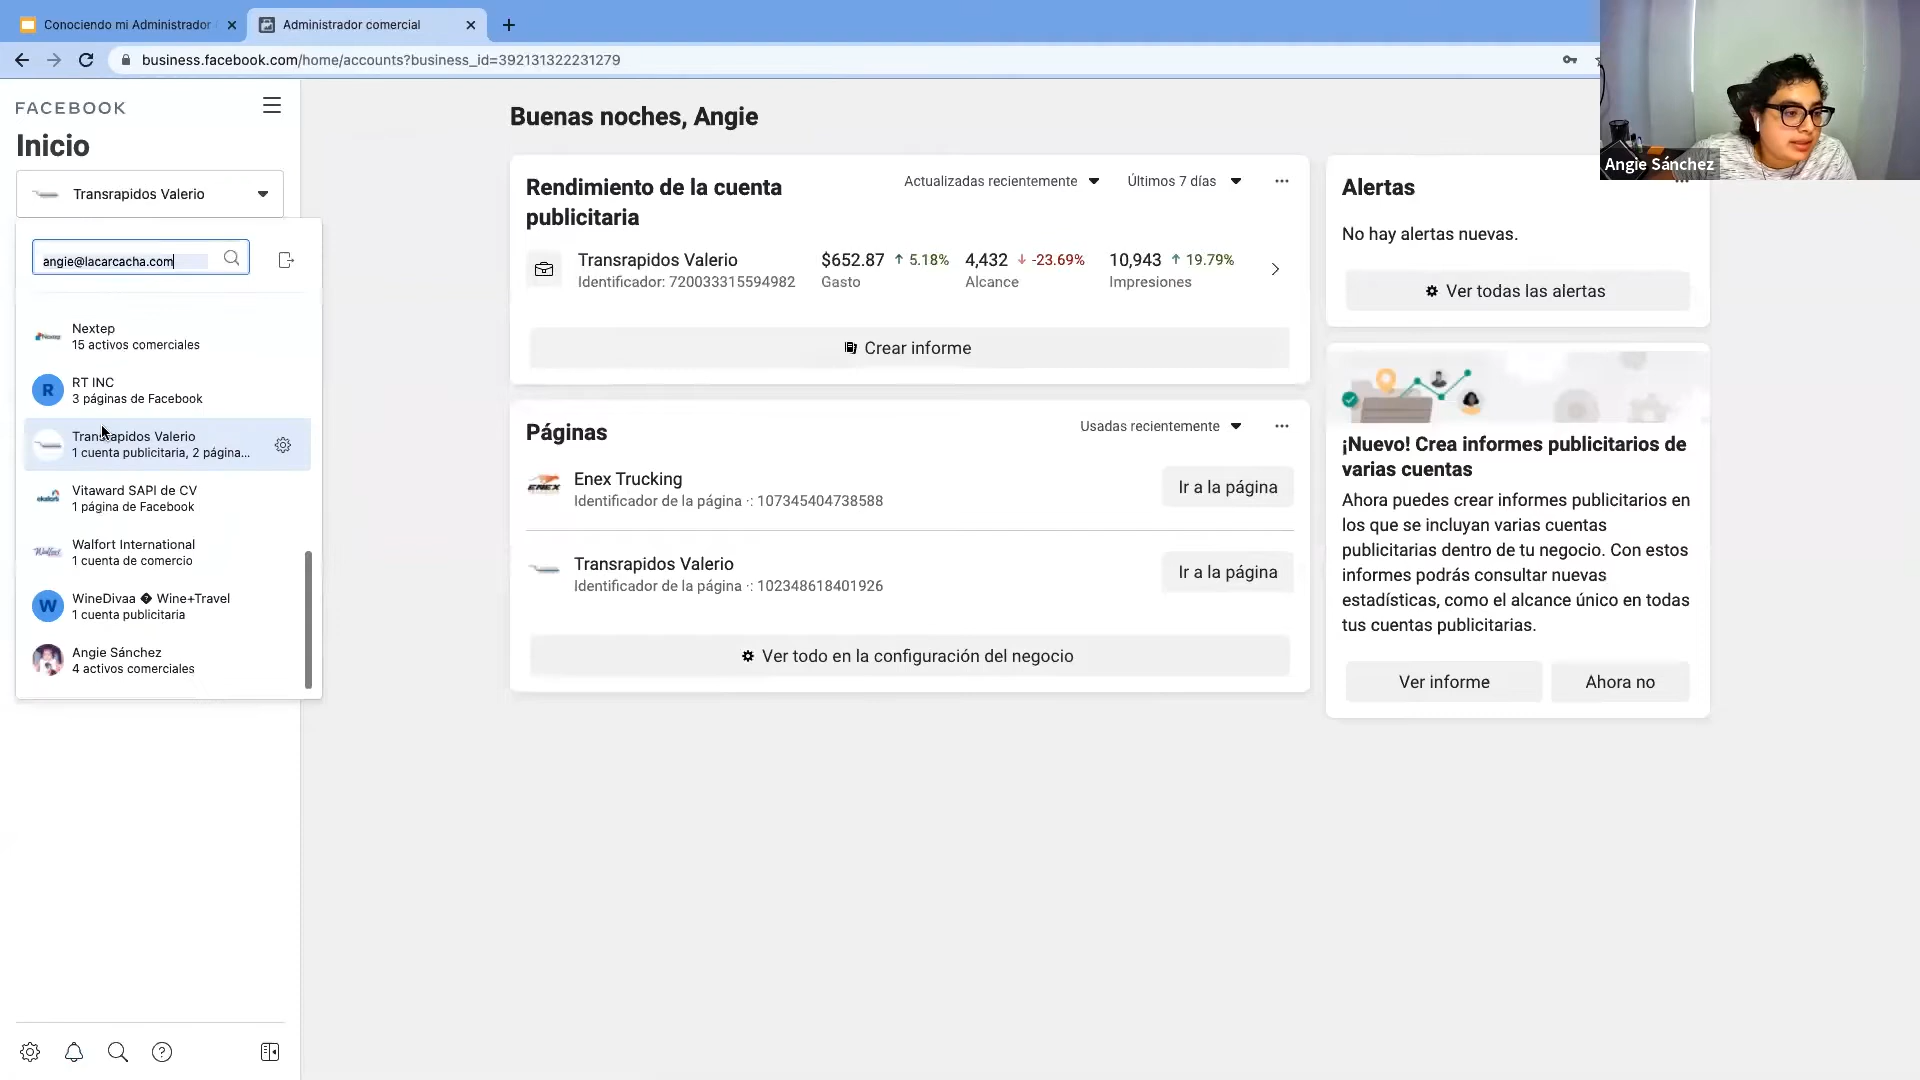 Conociendo mi Administrador
Administrador comercial
business.facebook.com/home/accounts?business_id=392131322231279
Angie Sánchez
FACEBOOK
Inicio
Transrapidos Valerio
angie@lacarcacha.com
Nextep
15 activos comerciales
R
RT INC
3 páginas de Facebook
Transrapidos Valerio
1 cuenta publicitaria, 2 página...
Vitaward SAPI de CV
1 página de Facebook
Walfort International
1 cuenta de comercio
W
WineDivaa � Wine+Travel
1 cuenta publicitaria
Angie Sánchez
4 activos comerciales
Buenas noches, Angie
Rendimiento de la cuenta
publicitaria
Actualizadas recientemente
Últimos 7 días
Transrapidos Valerio
Identificador: 720033315594982
$652.87 ↑ 5.18%
Gasto
4,432 ↓ -23.69%
Alcance
10,943 ↑ 19.79%
Impresiones
Crear informe
Páginas
Usadas recientemente
ENEX
Enex Trucking
Identificador de la página ·: 107345404738588
Ir a la página
Transrapidos Valerio
Identificador de la página ·: 102348618401926
Ir a la página
Ver todo en la configuración del negocio
Alertas
No hay alertas nuevas.
Ver todas las alertas
¡Nuevo! Crea informes publicitarios de
varias cuentas
Ahora puedes crear informes publicitarios en
los que se incluyan varias cuentas
publicitarias dentro de tu negocio. Con estos
informes podrás consultar nuevas
estadísticas, como el alcance único en todas
tus cuentas publicitarias.
Ver informe
Ahora no